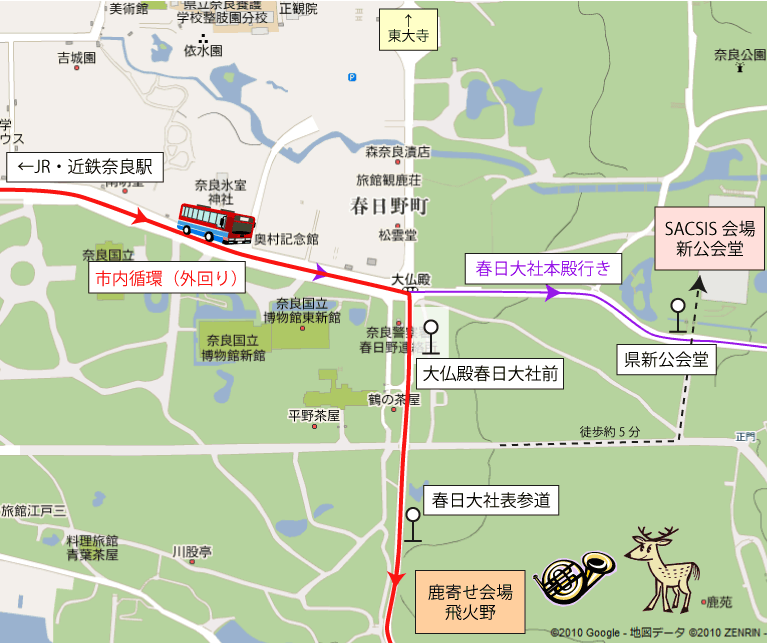 美術館
県立奈良養護
学校整肢園分校
正観院
↑
東大寺
依水園
吉城園
奈良公園
P
学
ウス
←JR・近鉄奈良駅
森奈良漬店
旅館観鹿荘
奈良氷室
神社
春日野町
SACSIS 会場
新公会堂
松雲堂
奥村記念館
奈良国立
市内循環（外回り）
大仏殿
春日大社本殿行き
奈良国立
博物館東新館
奈良国立
博物館新館
奈良警
春日野連
県新公会堂
大仏殿春日大社前
鶴の茶屋
平野茶屋
徒歩約 5 分
正門
春日大社表参道
旅館江戸三
料理旅館
青葉茶屋
川股亭
鹿寄せ会場
飛火野
鹿苑
©2010 Google - 地図データ ©2010 ZENRIN -